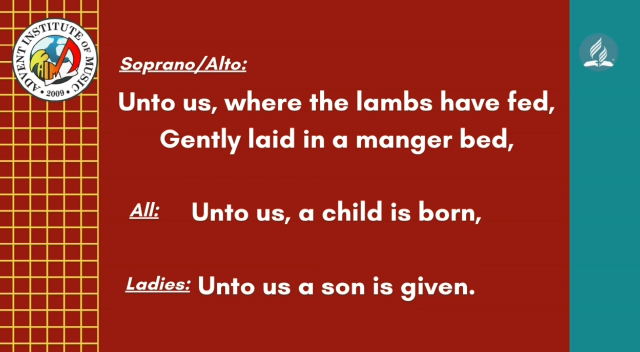 ADVENT INSTITUTE OF MUSIC
AIM
• 2009 •
Soprano/Alto:
Unto us, where the lambs have fed,
Gently laid in a manger bed,
All: Unto us, a child is born,
Ladies: Unto us a son is given.